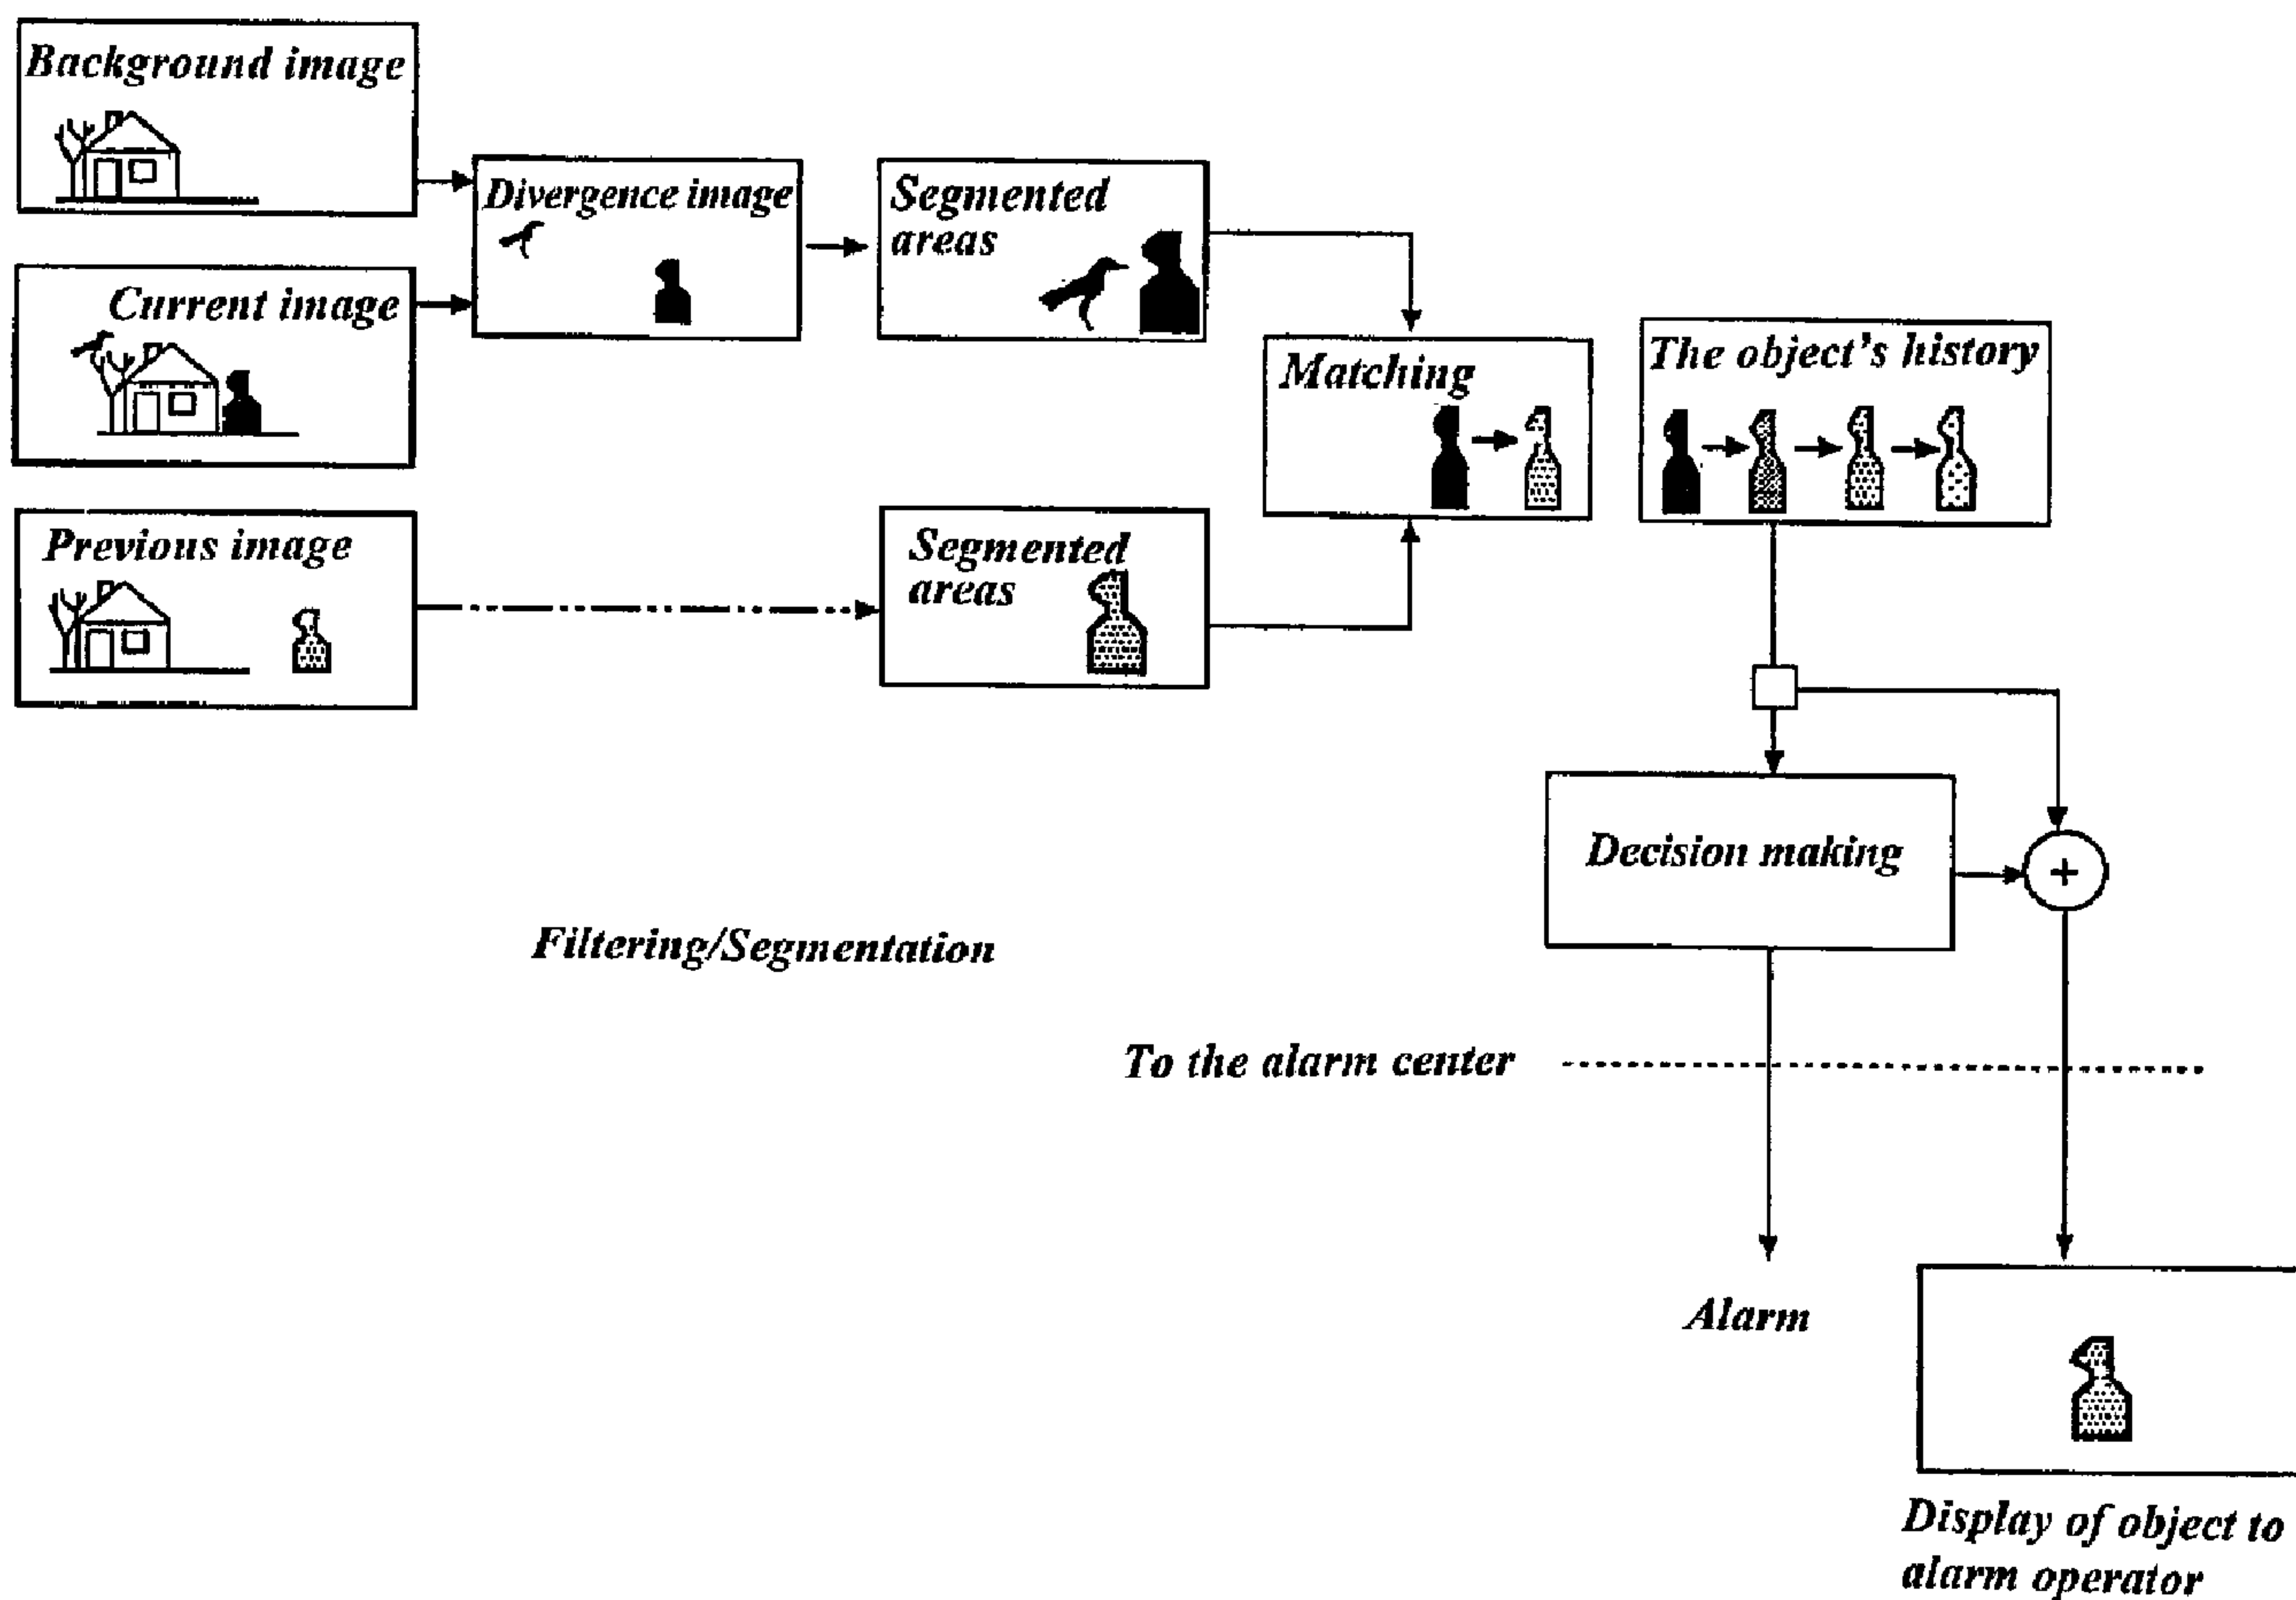 Background image
Current image
Previous image
Divergence image
Segmented
areas
Segmented
areas
Matching
The object's history
Decision making
+
Filtering/Segmentation
To the alarm center
Alarm
Display of object to
alarm operator